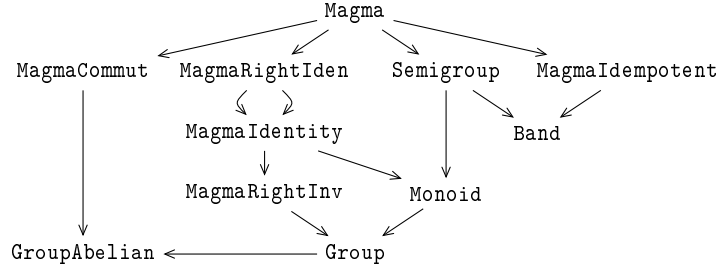 Magma
MagmaCommut MagmaRightIden Semigroup MagmaIdempotent
MagmaIdentity Band
MagmaRightInv Monoid
GroupAbelian Group